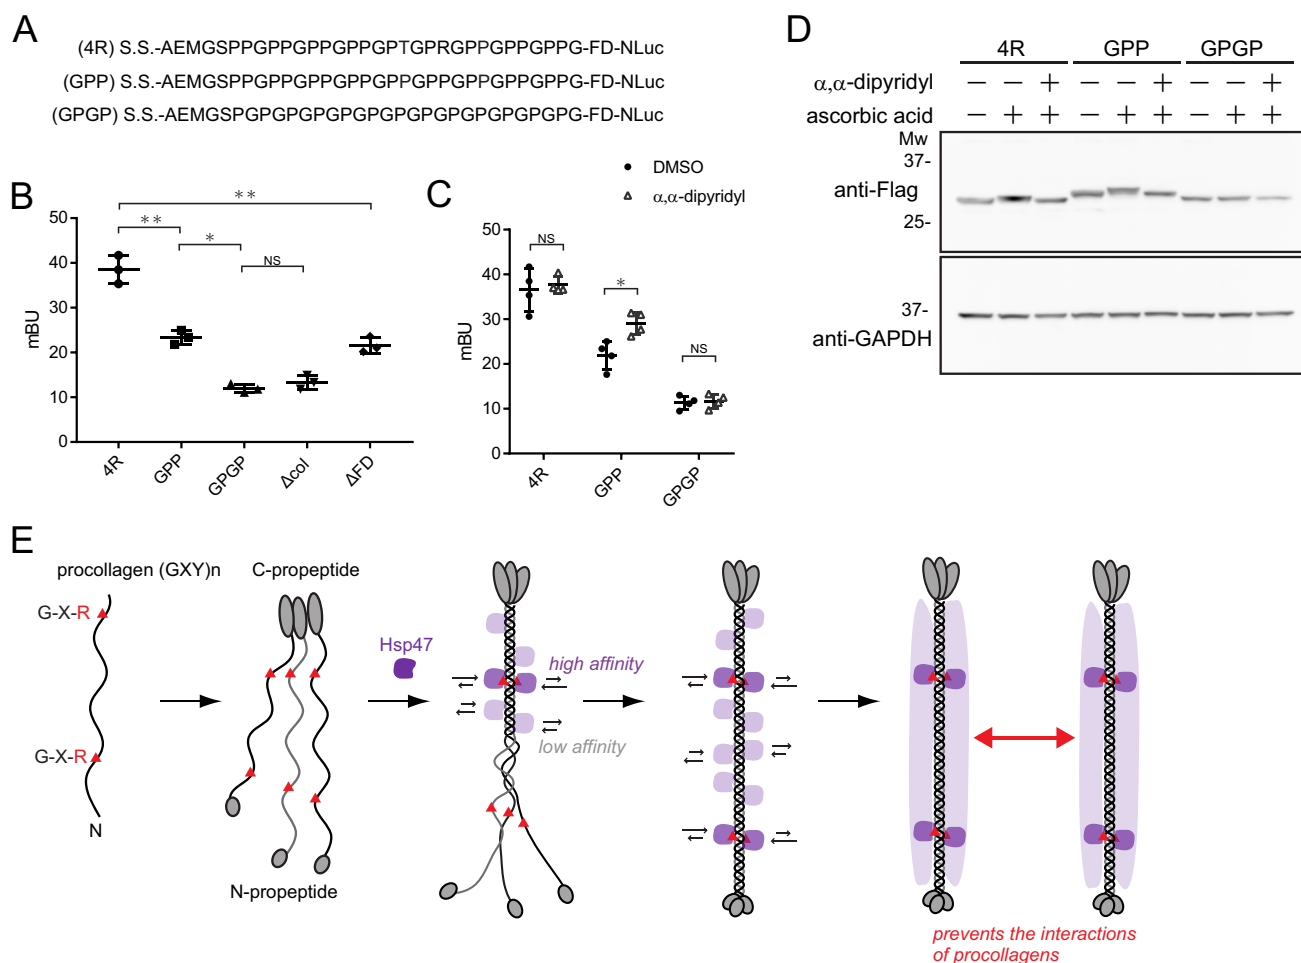 A
(4R) S.S.-AEMGSPPGPPGPPGPPGPTGPRGPPGPPGPPG-FD-NLuc
(GPP) S.S.-AEMGSPPGPPGPPGPPGPPGPPGPPGPPGPPG-FD-NLuc
(GPGP) S.S.-AEMGSPGPGPGPGPGPGPGPGPGPGPGPGPG-FD-NLuc
B
**
**
*
NS
50
40
30
20
10
0
mBU
4R
GPP
GPGP
Δcol
ΔFD
C
DMSO
α,α-dipyridyl
NS
*
NS
50
40
30
20
10
0
mBU
4R
GPP
GPGP
D
4R GPP GPGP
α,α-dipyridyl − − + − − + − − +
ascorbic acid − + + − + + − + +
Mw
37-
anti-Flag
25-
37-
anti-GAPDH
E
procollagen (GXY)n
C-propeptide
G-X-R
G-X-R
N
N-propeptide
Hsp47
high affinity
low affinity
prevents the interactions
of procollagens